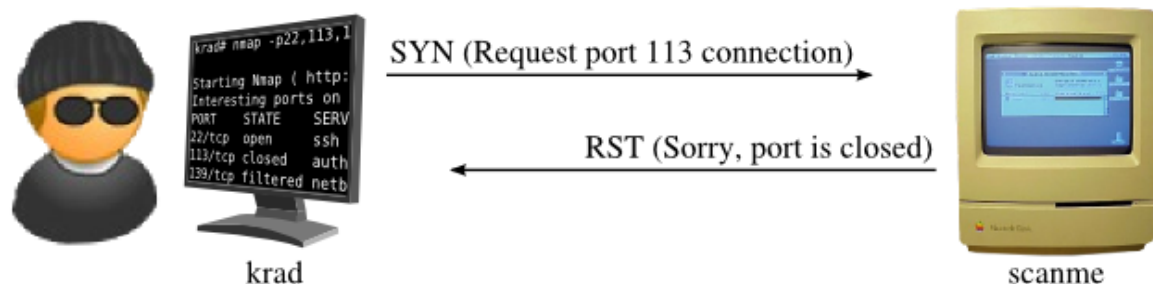 krad# nmap -p22,113,1
Starting Nmap ( http:
Interesting ports on
PORT STATE SERV
22/tcp open ssh
113/tcp closed auth
139/tcp filtered netb
SYN (Request port 113 connection)
RST (Sorry, port is closed)
krad
scanme